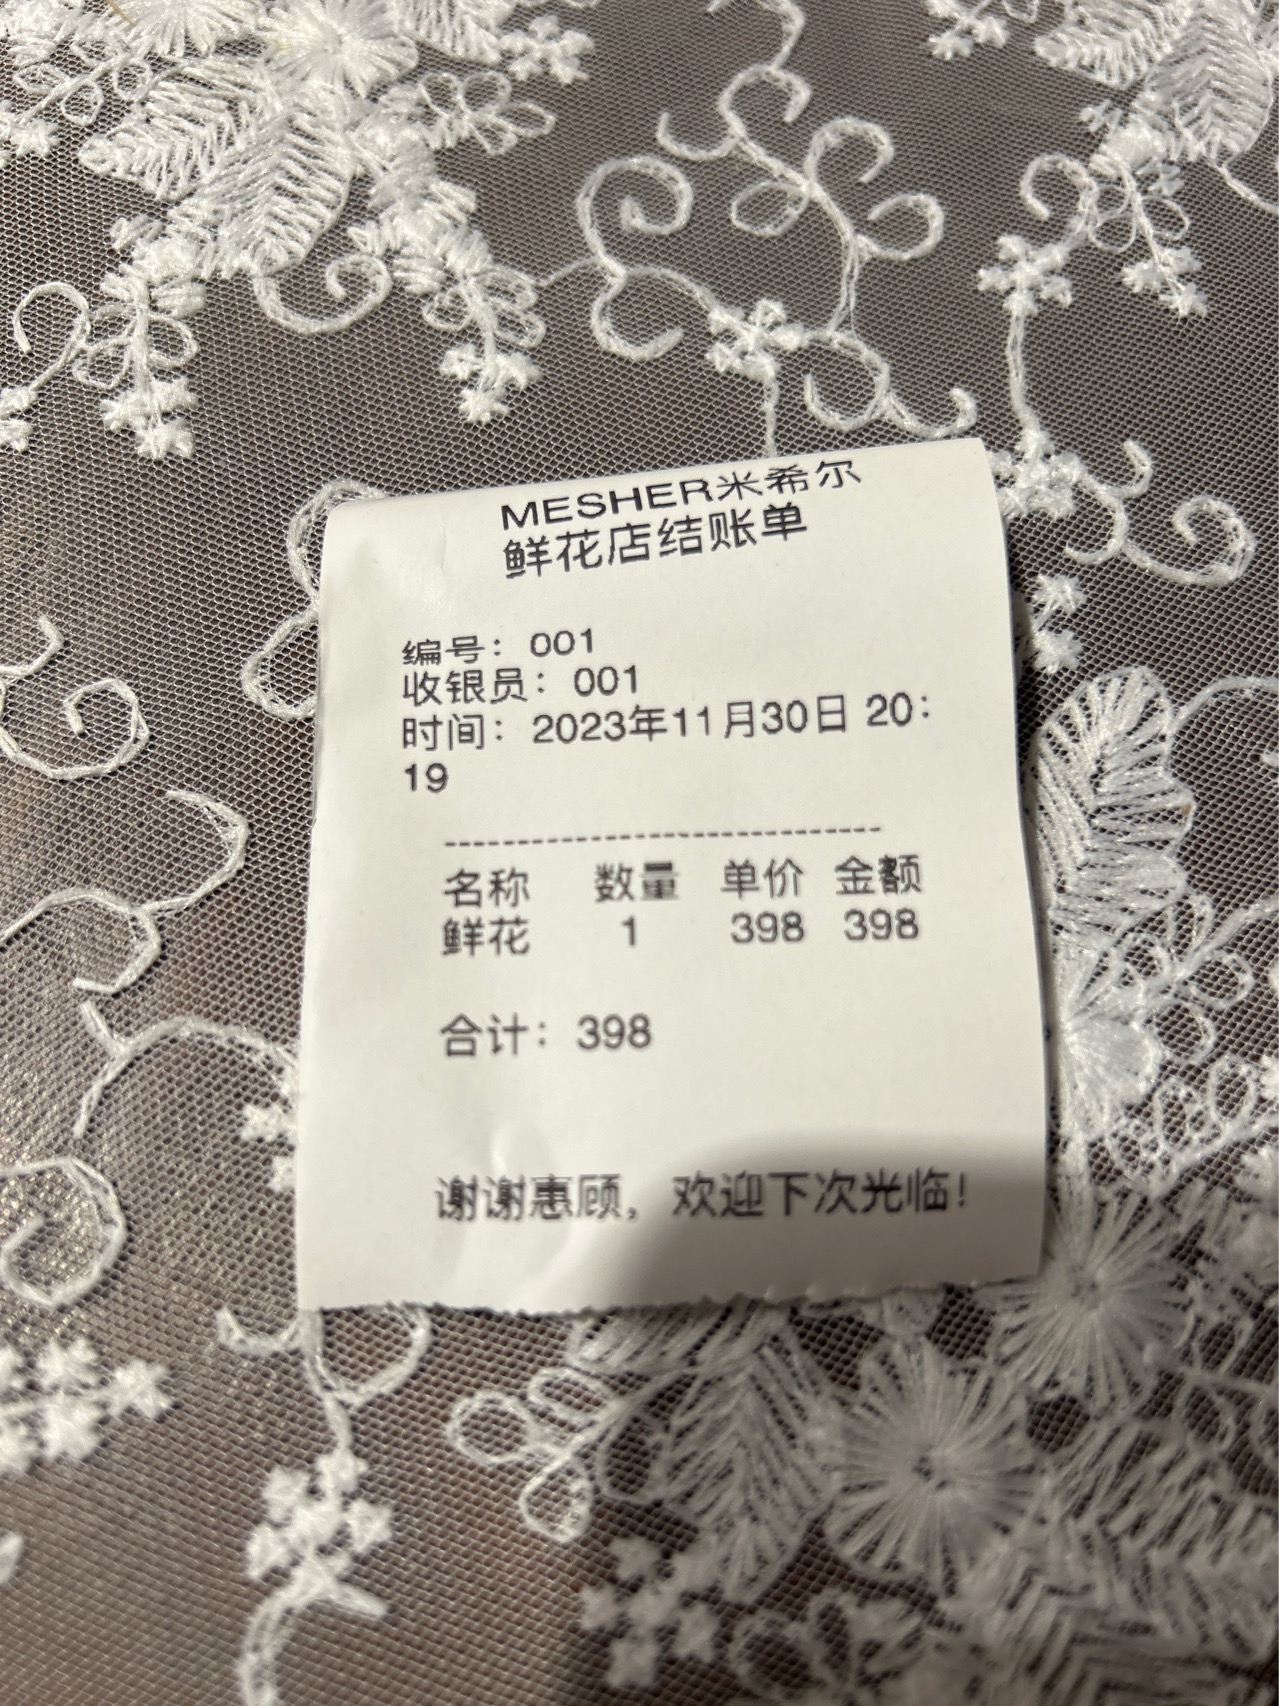 MESHER米希尔
鲜花店结账单
编号：001
收银员：001
时间：2023年11月30日 20：
19
--------------------------------
名称 数量 单价 金额
鲜花 1 398 398
合计：398
谢谢惠顾，欢迎下次光临！